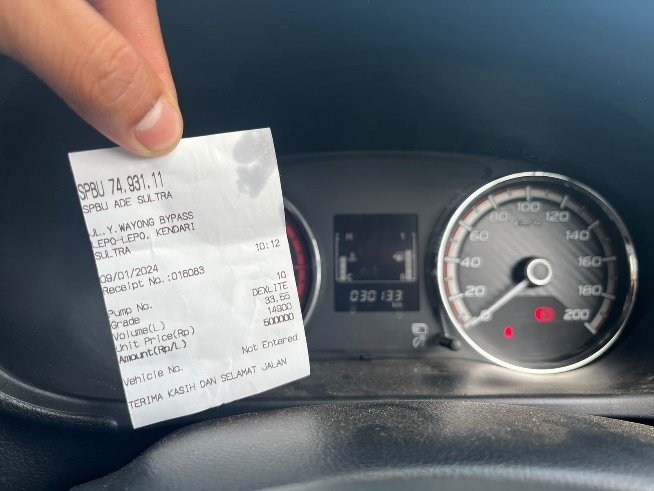 SPBU 74.931.11
SPBU ADE SULTRA
JL.Y.WAYONG BYPASS
LEPO-LEPO, KENDARI
SULTRA
10:12
09/01/2024
Receipt No.:016083
Pump No. 10
Grade DEXLITE
Volume(L) 33.55
Unit Price(Rp) 14900
Amount(Rp/L) 500000
Vehicle No. Not Entered
TERIMA KASIH DAN SELAMAT JALAN
030133
0
20
40
60
80
100
120
140
160
180
200